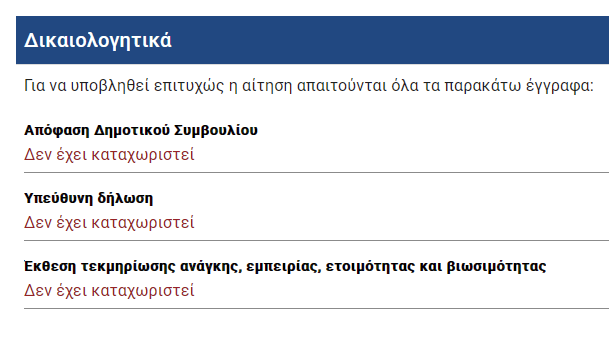 Δικαιολογητικά
Για να υποβληθεί επιτυχώς η αίτηση απαιτούνται όλα τα παρακάτω έγγραφα:
Απόφαση Δημοτικού Συμβουλίου
Δεν έχει καταχωριστεί
Υπεύθυνη δήλωση
Δεν έχει καταχωριστεί
Έκθεση τεκμηρίωσης ανάγκης, εμπειρίας, ετοιμότητας και βιωσιμότητας
Δεν έχει καταχωριστεί